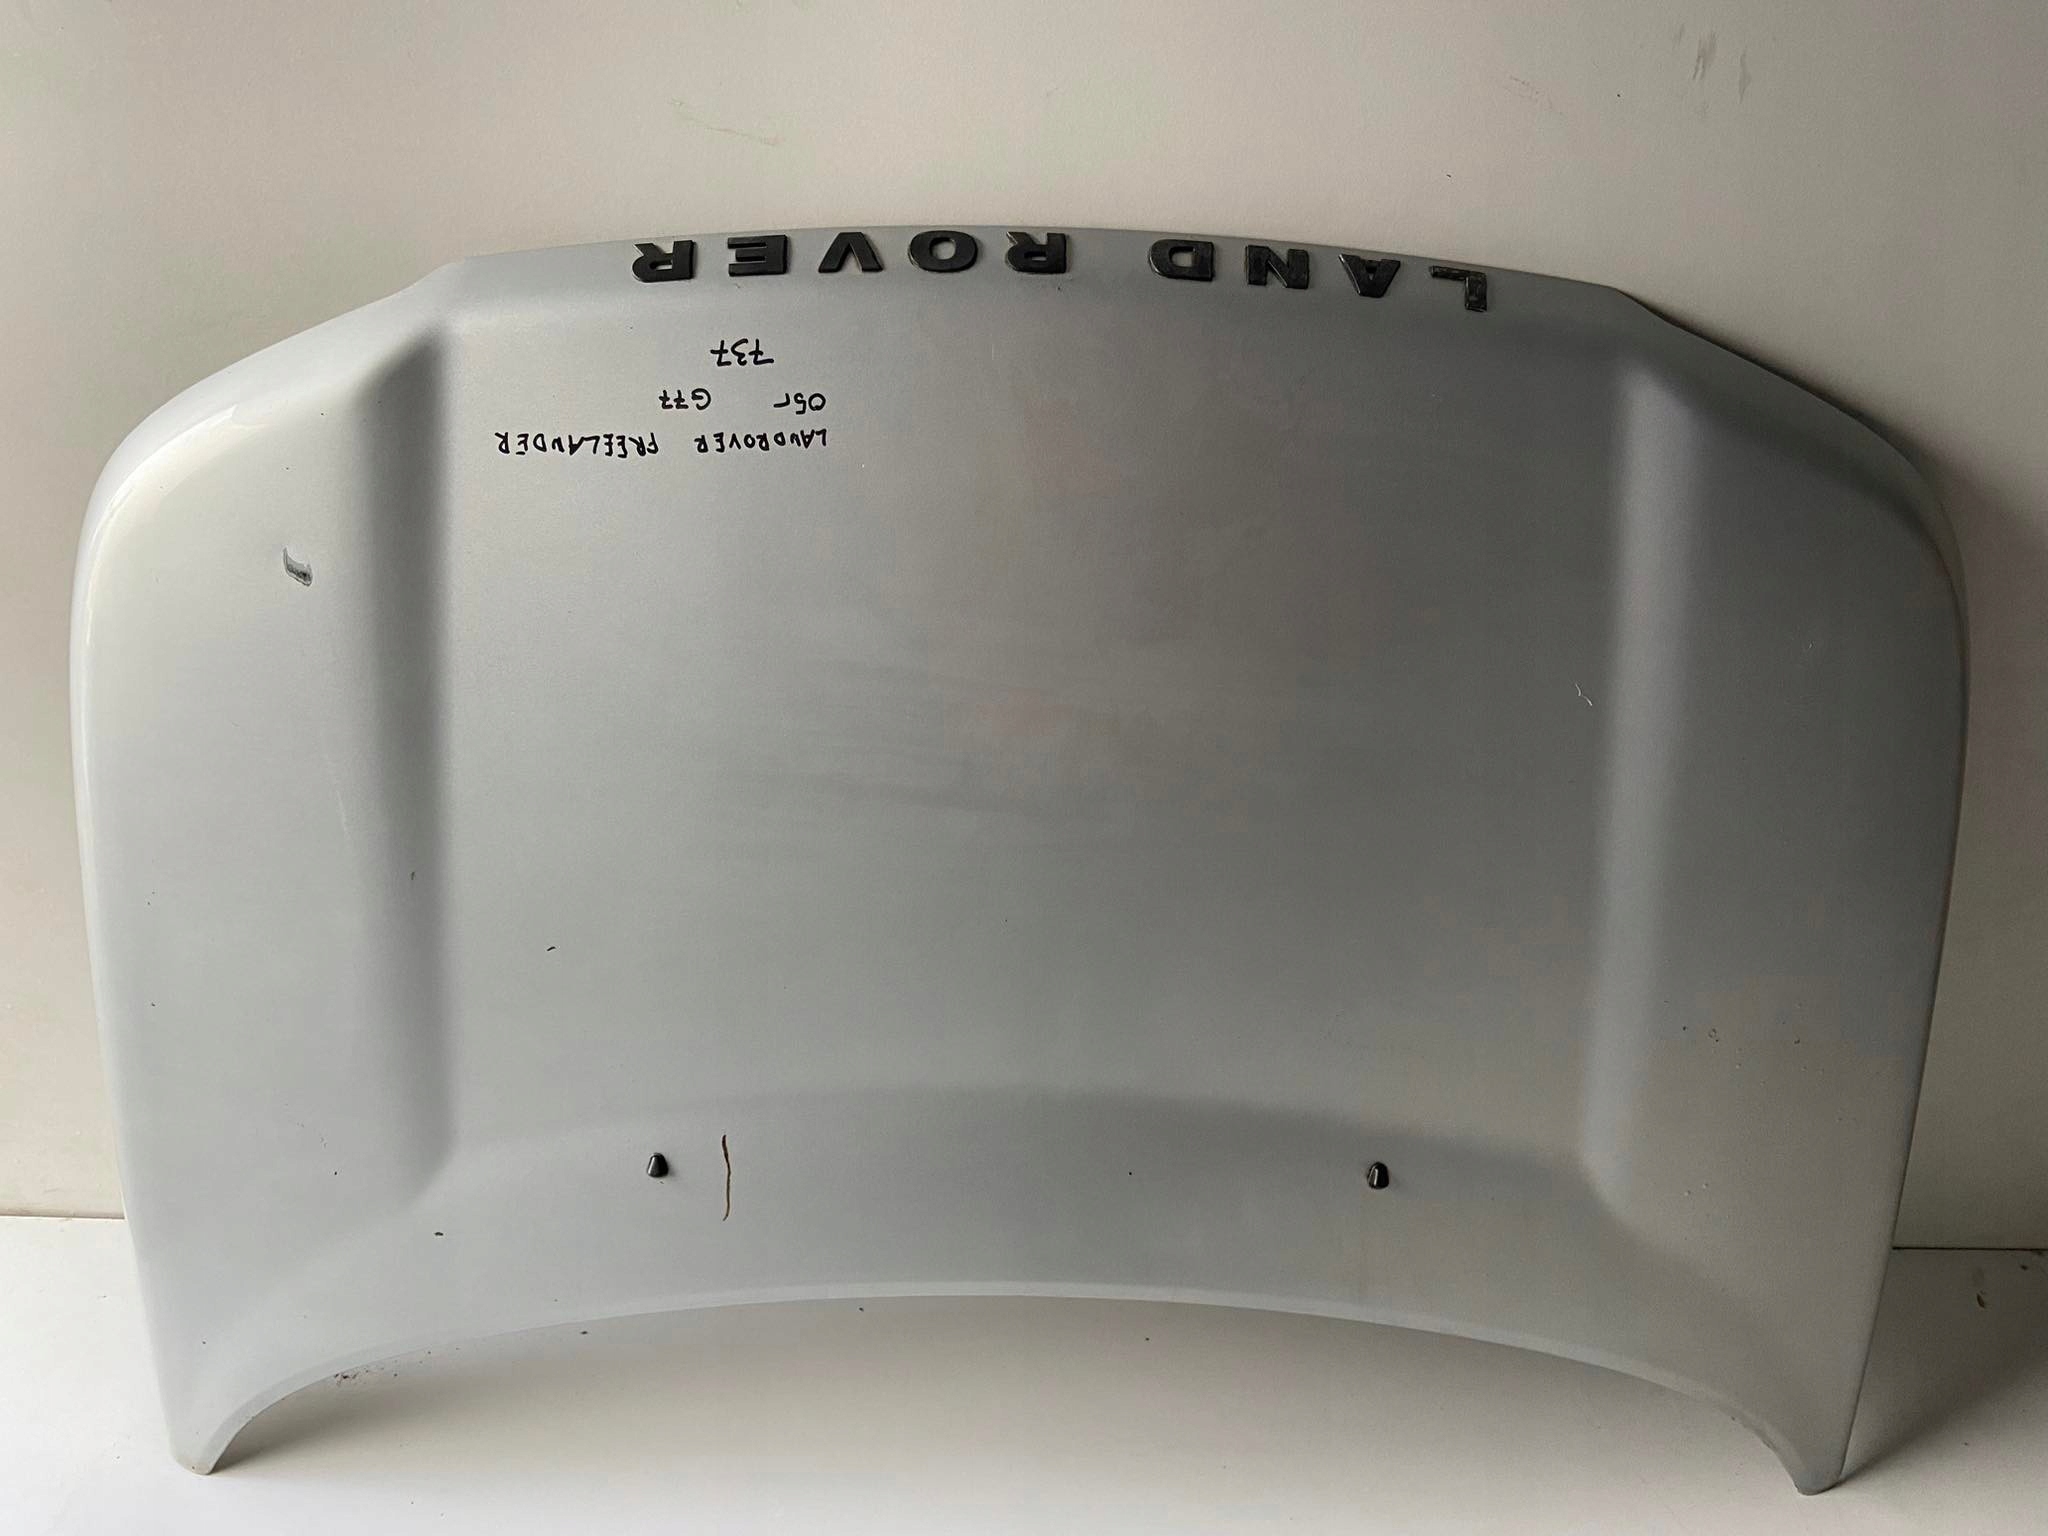 LAND ROVER
LANDROVER FREELANDER
05r G77
737